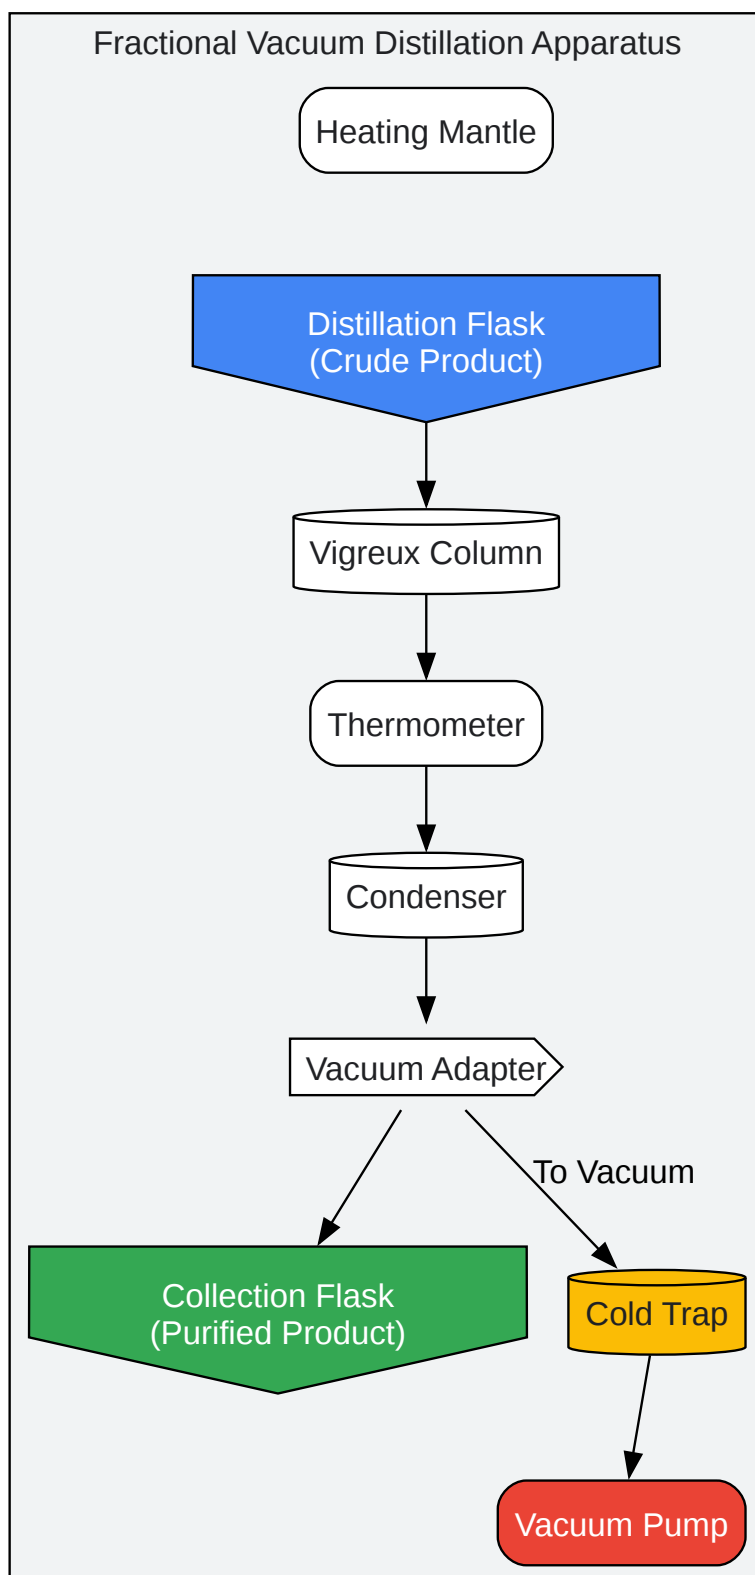 Fractional Vacuum Distillation Apparatus
Heating Mantle
Distillation Flask
(Crude Product)
Vigreux Column
Thermometer
Condenser
Vacuum Adapter
To Vacuum
Collection Flask
(Purified Product)
Cold Trap
Vacuum Pump